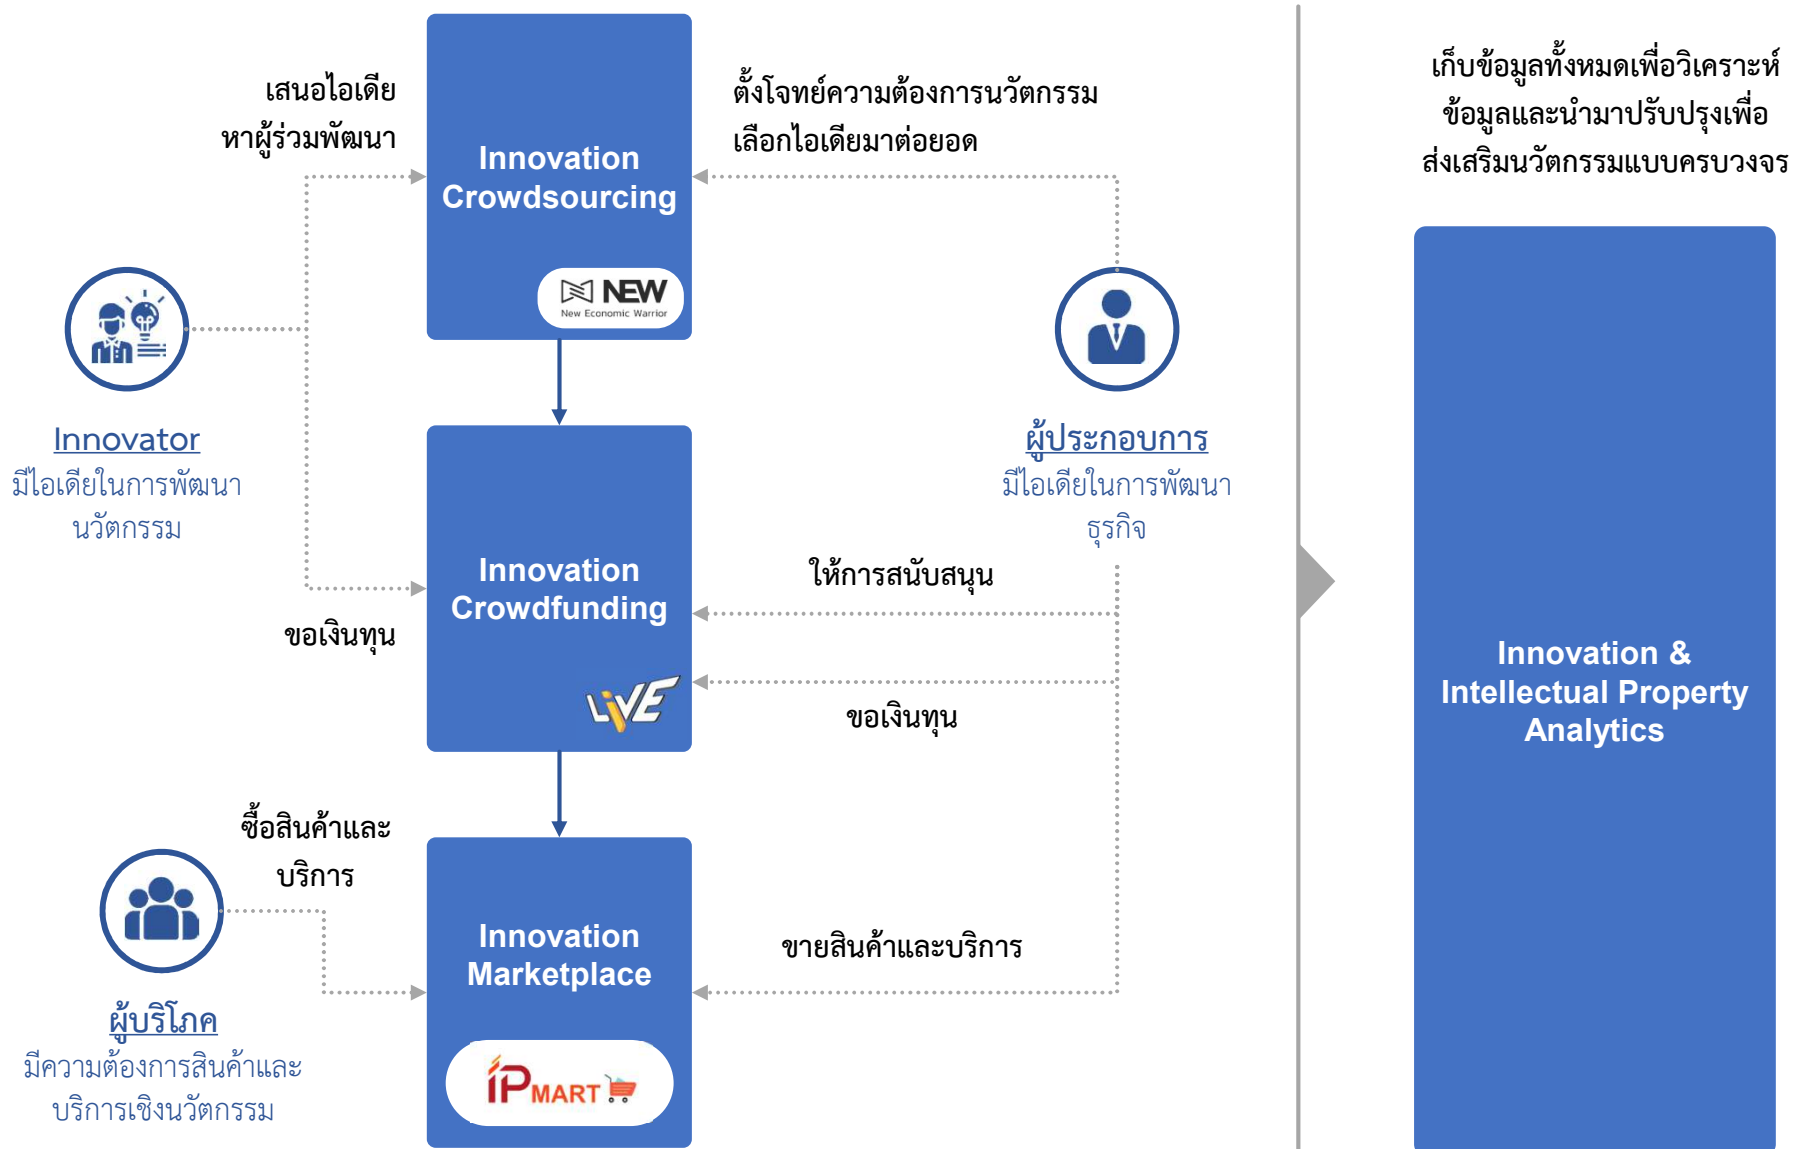 เสนอไอเดีย
หาผู้ร่วมพัฒนา
Innovation
Crowdsourcing
NEW
New Economic Warrior
ตั้งโจทย์ความต้องการนวัตกรรม
เลือกไอเดียมาต่อยอด
Innovator
มีไอเดียในการพัฒนา
นวัตกรรม
ผู้ประกอบการ
มีไอเดียในการพัฒนา
ธุรกิจ
ขอเงินทุน
Innovation
Crowdfunding
LiVE
ให้การสนับสนุน
ขอเงินทุน
ซื้อสินค้าและ
บริการ
ผู้บริโภค
มีความต้องการสินค้าและ
บริการเชิงนวัตกรรม
Innovation
Marketplace
IPMART
ขายสินค้าและบริการ
เก็บข้อมูลทั้งหมดเพื่อวิเคราะห์
ข้อมูลและนำมาปรับปรุงเพื่อ
ส่งเสริมนวัตกรรมแบบครบวงจร
Innovation &
Intellectual Property
Analytics